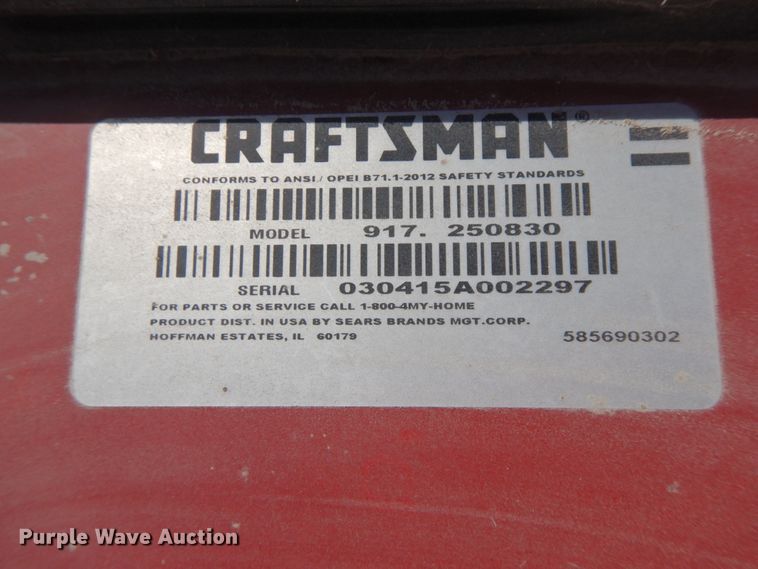 CRAFTSMAN®
CONFORMS TO ANSI / OPEI B71.1-2012 SAFETY STANDARDS
MODEL 917. 250830
SERIAL 030415A002297
FOR PARTS OR SERVICE CALL 1-800-4MY-HOME
PRODUCT DIST. IN USA BY SEARS BRANDS MGT.CORP.
HOFFMAN ESTATES, IL 60179 585690302
Purple Wave Auction